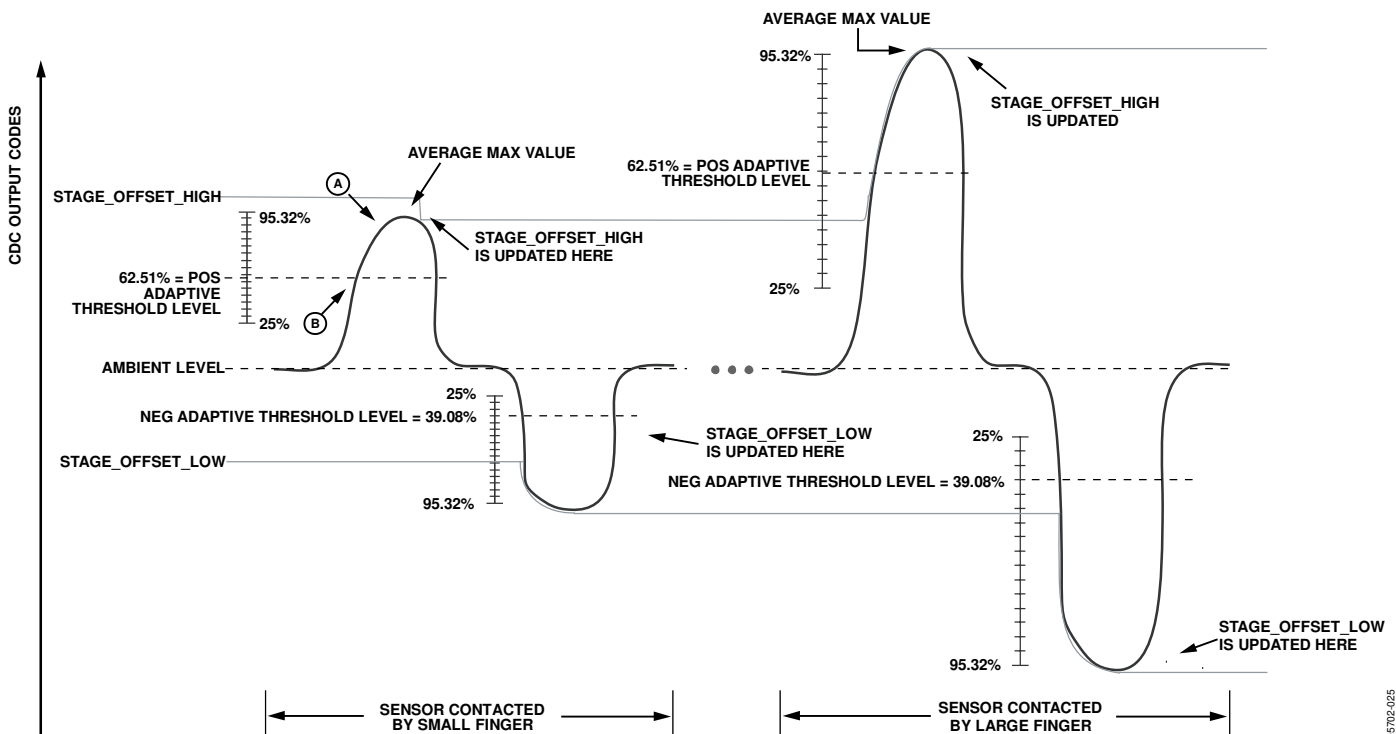 AVERAGE MAX VALUE
95.32%
STAGE_OFFSET_HIGH
IS UPDATED
CDC OUTPUT CODES
AVERAGE MAX VALUE
62.51% = POS ADAPTIVE
THRESHOLD LEVEL
A
STAGE_OFFSET_HIGH
95.32%
STAGE_OFFSET_HIGH
IS UPDATED HERE
62.51% = POS
ADAPTIVE
THRESHOLD LEVEL
25%
25%
B
AMBIENT LEVEL
25%
NEG ADAPTIVE THRESHOLD LEVEL = 39.08%
STAGE_OFFSET_LOW
IS UPDATED HERE
25%
STAGE_OFFSET_LOW
NEG ADAPTIVE THRESHOLD LEVEL = 39.08%
95.32%
STAGE_OFFSET_LOW
IS UPDATED HERE
95.32%
SENSOR CONTACTED
BY SMALL FINGER
SENSOR CONTACTED
BY LARGE FINGER
5702-025